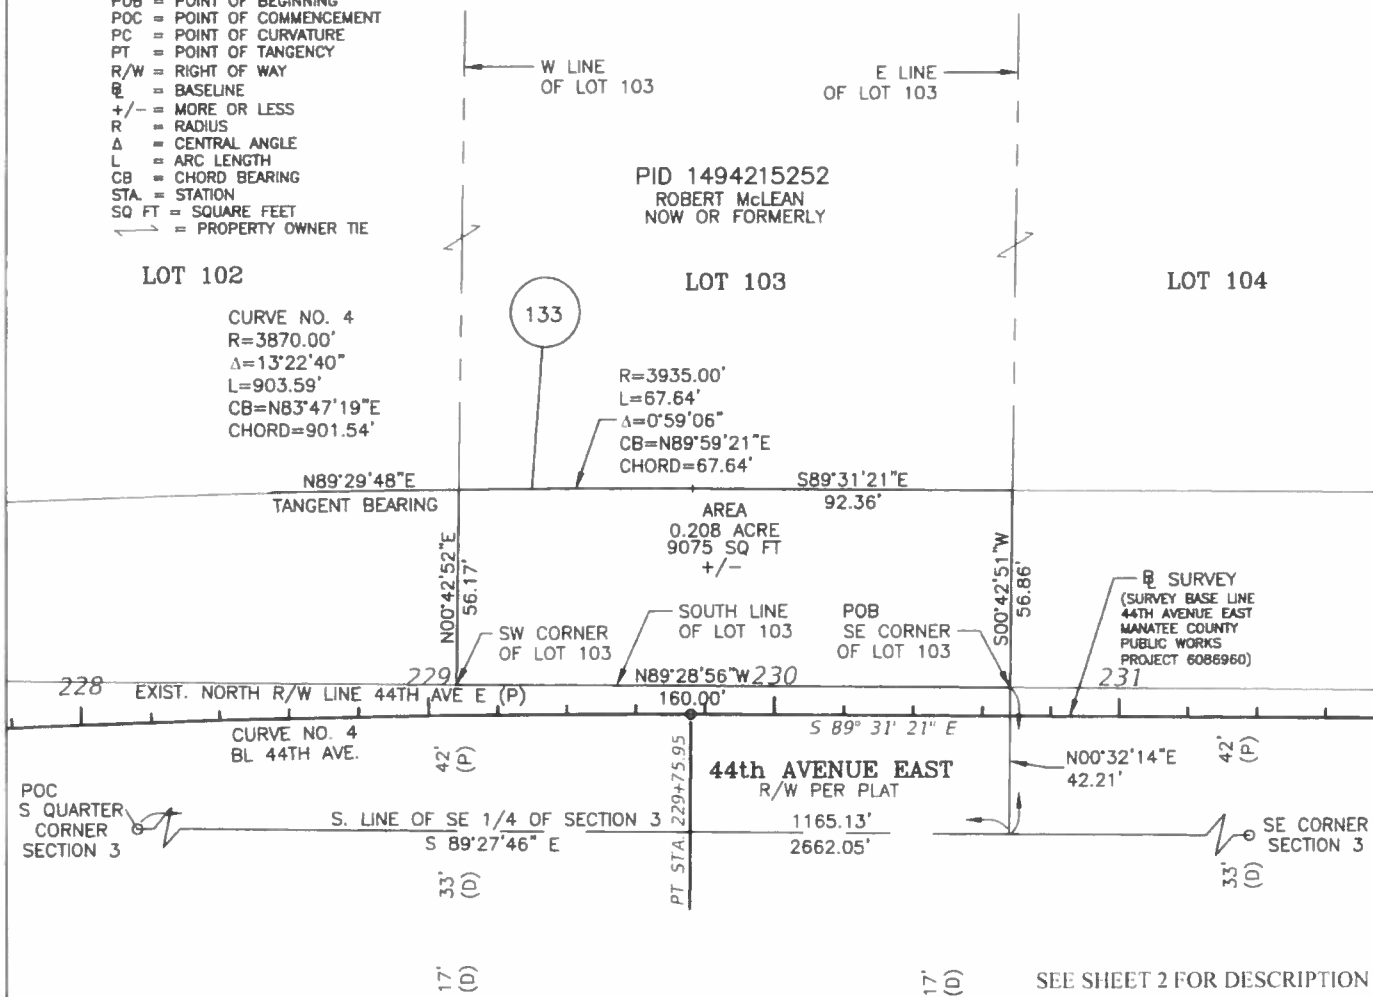 POB = POINT OF BEGINNING
POC = POINT OF COMMENCEMENT
PC = POINT OF CURVATURE
PT = POINT OF TANGENCY
R/W = RIGHT OF WAY
BL = BASELINE
+/- = MORE OR LESS
R = RADIUS
Δ = CENTRAL ANGLE
L = ARC LENGTH
CB = CHORD BEARING
STA. = STATION
SQ FT = SQUARE FEET
= PROPERTY OWNER TIE
W LINE
OF LOT 103
E LINE
OF LOT 103
PID 1494215252
ROBERT McLEAN
NOW OR FORMERLY
LOT 102
LOT 103
LOT 104
CURVE NO. 4
R=3870.00'
Δ=13°22'40"
L=903.59'
CB=N83°47'19"E
CHORD=901.54'
133
R=3935.00'
L=67.64'
Δ=0°59'06"
CB=N89°59'21"E
CHORD=67.64'
N89°29'48"E
TANGENT BEARING
S89°31'21"E
92.36'
AREA
0.208 ACRE
9075 SQ FT
+/-
N00°42'52"E
56.17'
S00°42'51"W
56.86'
SW CORNER
OF LOT 103
SOUTH LINE
OF LOT 103
POB
SE CORNER
OF LOT 103
BL SURVEY
(SURVEY BASE LINE
44TH AVENUE EAST
MANATEE COUNTY
PUBLIC WORKS
PROJECT 6086960)
228
229
N89°28'56"W
230
231
EXIST. NORTH R/W LINE 44TH AVE E (P)
160.00'
S 89° 31' 21" E
CURVE NO. 4
BL 44TH AVE.
42'
(P)
PT STA. 229+75.95
44th AVENUE EAST
R/W PER PLAT
N00°32'14"E
42.21'
42'
(P)
POC
S QUARTER
CORNER
SECTION 3
S. LINE OF SE 1/4 OF SECTION 3
S 89°27'46" E
1165.13'
2662.05'
SE CORNER
SECTION 3
33'
(D)
33'
(D)
17'
(D)
17'
(D)
SEE SHEET 2 FOR DESCRIPTION